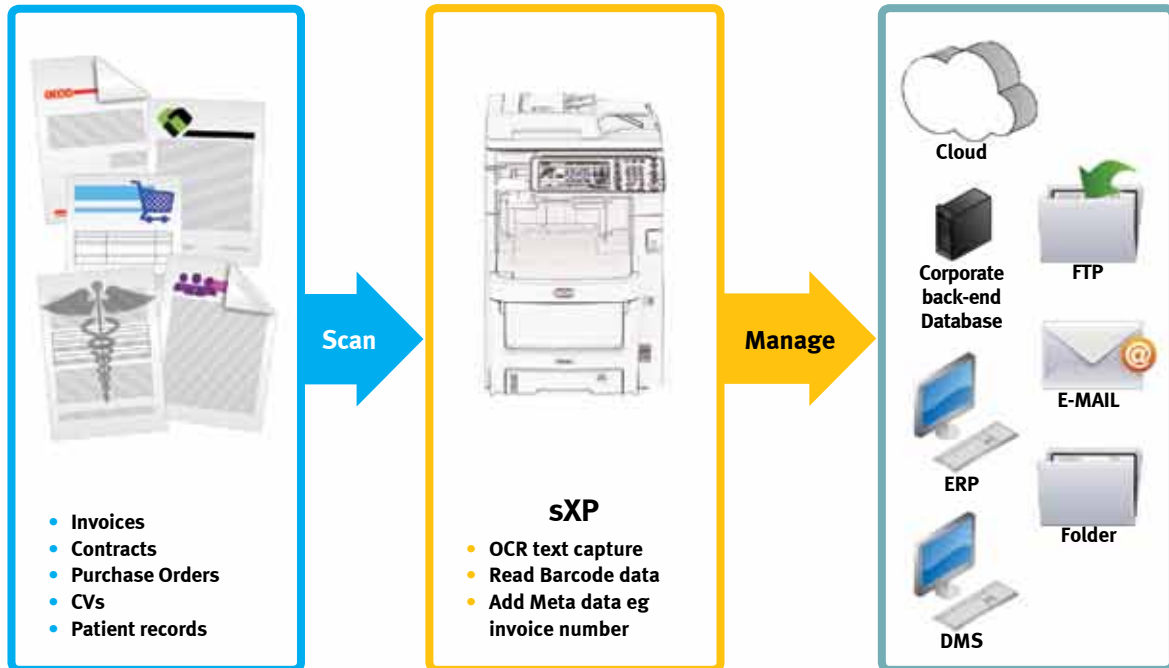 • Invoices
• Contracts
• Purchase Orders
• CVs
• Patient records
Scan
sXP
• OCR text capture
• Read Barcode data
• Add Meta data eg
invoice number
Manage
Cloud
Corporate
back-end
Database
FTP
@
E-MAIL
ERP
Folder
DMS